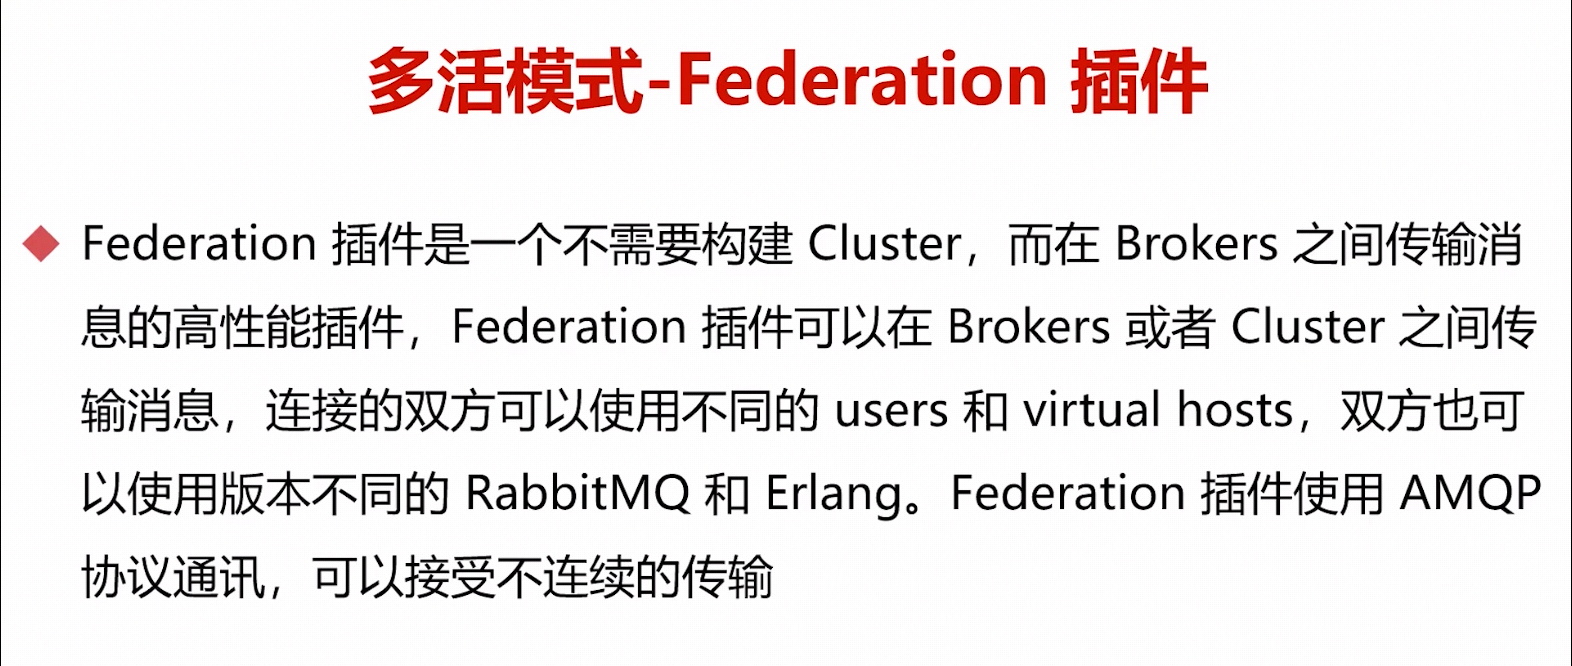 多活模式-Federation 插件
Federation 插件是一个不需要构建 Cluster，而在 Brokers 之间传输消
息的高性能插件，Federation 插件可以在 Brokers 或者 Cluster 之间传
输消息，连接的双方可以使用不同的 users 和 virtual hosts，双方也可
以使用版本不同的 RabbitMQ 和 Erlang。Federation 插件使用 AMQP
协议通讯，可以接受不连续的传输